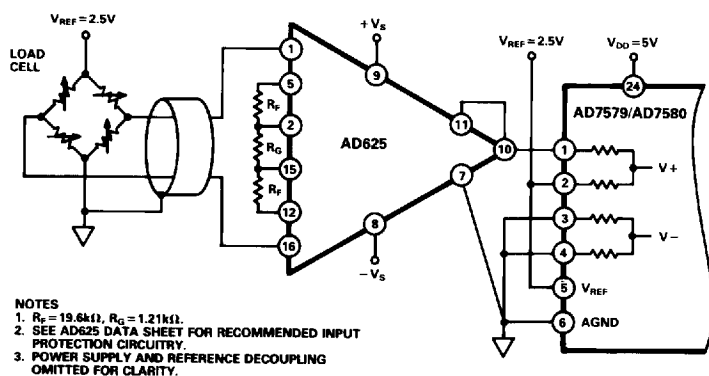 V_REF = 2.5V
LOAD CELL
+V_S
V_REF = 2.5V
V_DD = 5V
1
5
2
15
12
16
R_F
R_G
R_F
9
11
10
7
8
AD625
−V_S
24
AD7579/AD7580
1
2
3
4
5
6
V+
V−
V_REF
AGND
NOTES
1. R_F = 19.6kΩ, R_G = 1.21kΩ.
2. SEE AD625 DATA SHEET FOR RECOMMENDED INPUT
PROTECTION CIRCUITRY.
3. POWER SUPPLY AND REFERENCE DECOUPLING
OMITTED FOR CLARITY.